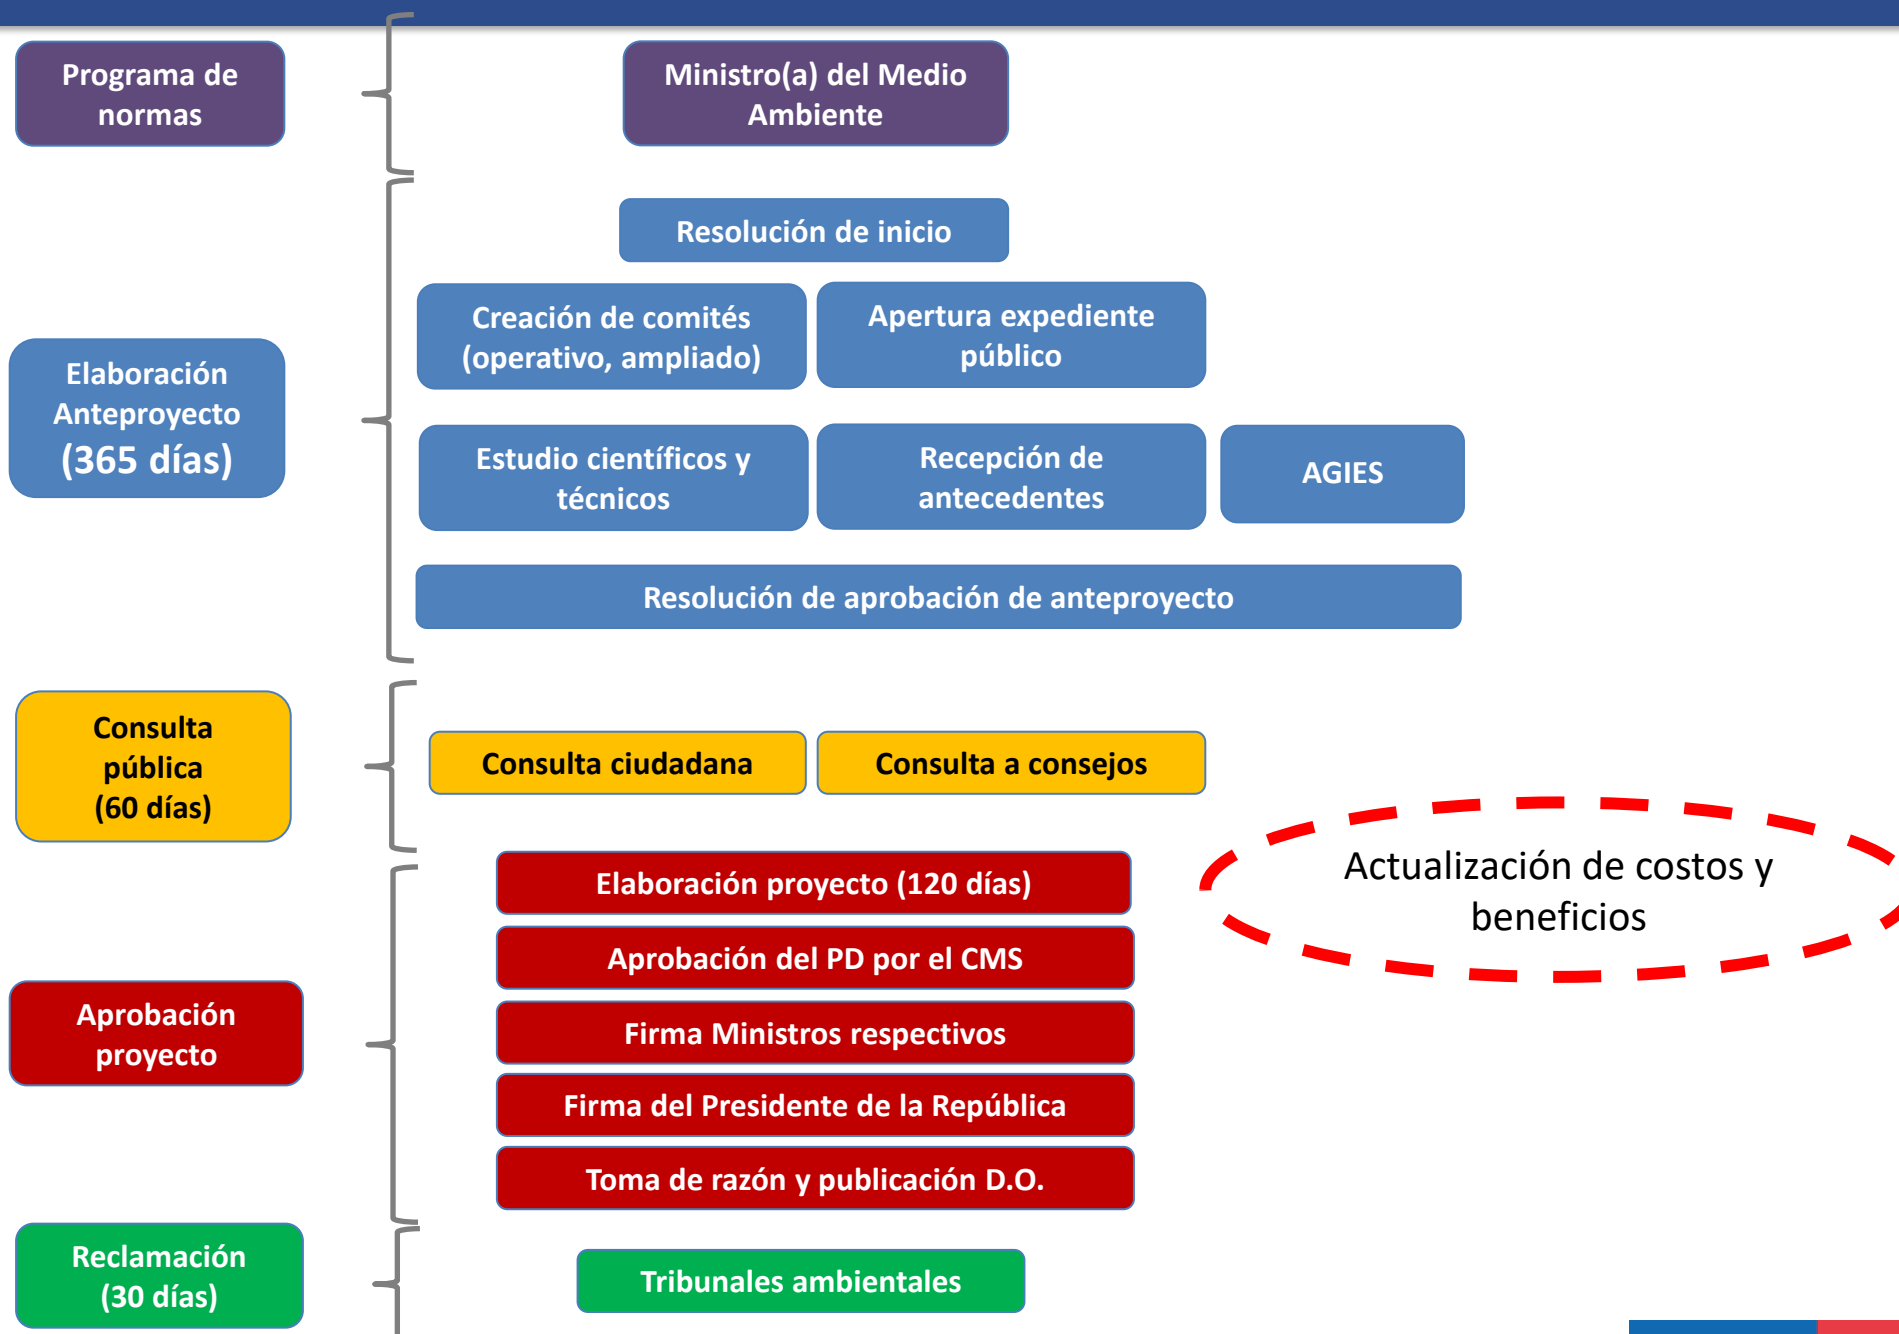 Programa de
normas
Ministro(a) del Medio
Ambiente
Resolución de inicio
Creación de comités
(operativo, ampliado)
Apertura expediente
público
Elaboración
Anteproyecto
(365 días)
Estudio científicos y
técnicos
Recepción de
antecedentes
AGIES
Resolución de aprobación de anteproyecto
Consulta
pública
(60 días)
Consulta ciudadana
Consulta a consejos
Elaboración proyecto (120 días)
Actualización de costos y
beneficios
Aprobación del PD por el CMS
Aprobación
proyecto
Firma Ministros respectivos
Firma del Presidente de la República
Toma de razón y publicación D.O.
Reclamación
(30 días)
Tribunales ambientales